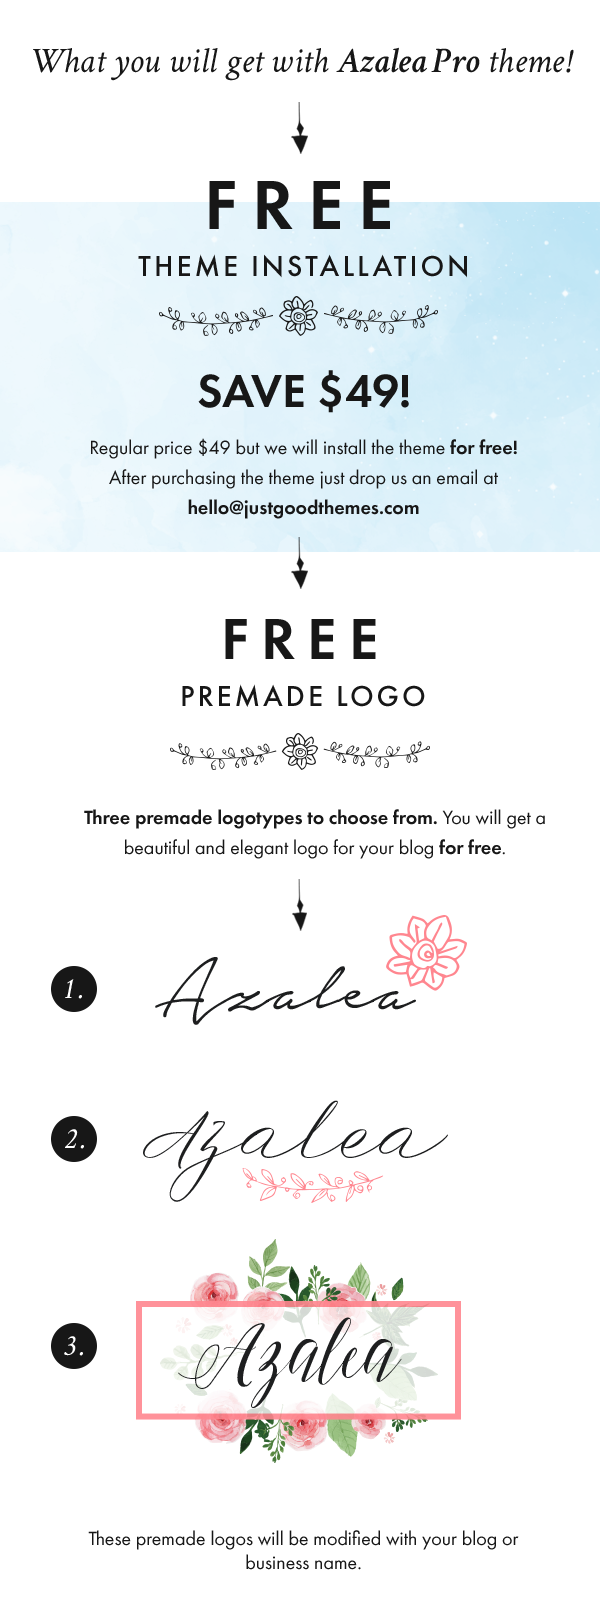 What you will get with Azalea Pro theme!
FREE
THEME INSTALLATION
SAVE $49!
Regular price $49 but we will install the theme for free!
After purchasing the theme just drop us an email at
hello@justgoodthemes.com
FREE
PREMADE LOGO
Three premade logotypes to choose from. You will get a
beautiful and elegant logo for your blog for free.
1.
Azalea
2.
Azalea
3.
Azalea
These premade logos will be modified with your blog or
business name.